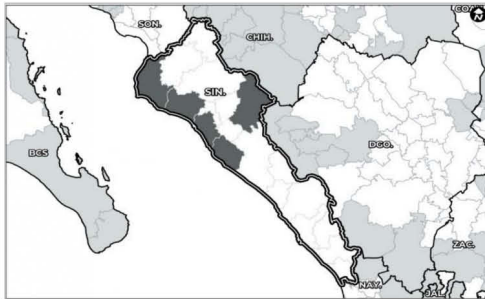 SON.
CHIH.
SIN.
BCS
DGO.
ZAC.
NAY.
JAL.